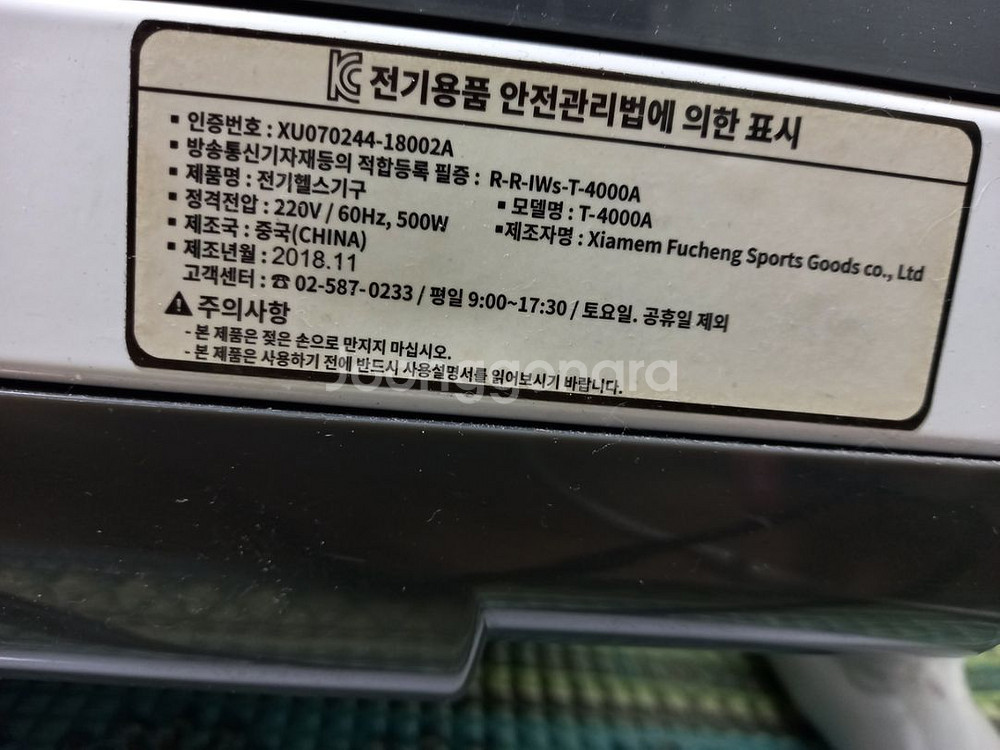 KC 전기용품 안전관리법에 의한 표시
▪ 인증번호 : XU070244-18002A
▪ 방송통신기자재등의 적합등록 필증 : R-R-IWs-T-4000A
▪ 제품명 : 전기헬스기구 ▪ 모델명 : T-4000A
▪ 정격전압 : 220V / 60Hz, 500W ▪제조자명 : Xiamem Fucheng Sports Goods co., Ltd
▪ 제조국 : 중국(CHINA)
▪ 제조년월 : 2018.11
고객센터 : ☎ 02-587-0233 / 평일 9:00~17:30 / 토요일. 공휴일 제외
⚠ 주의사항
- 본 제품은 젖은 손으로 만지지 마십시오.
- 본 제품은 사용하기 전에 반드시 사용설명서를 읽어보시기 바랍니다.
Joonggonara